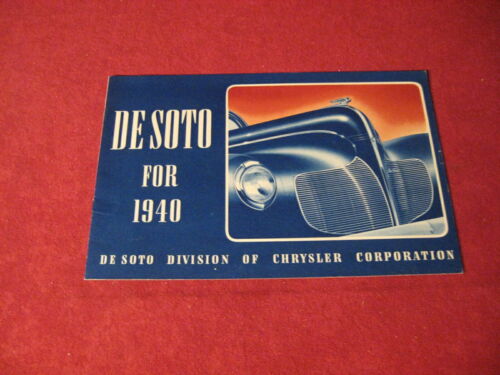 DE SOTO
FOR
1940
DE SOTO DIVISION OF CHRYSLER CORPORATION